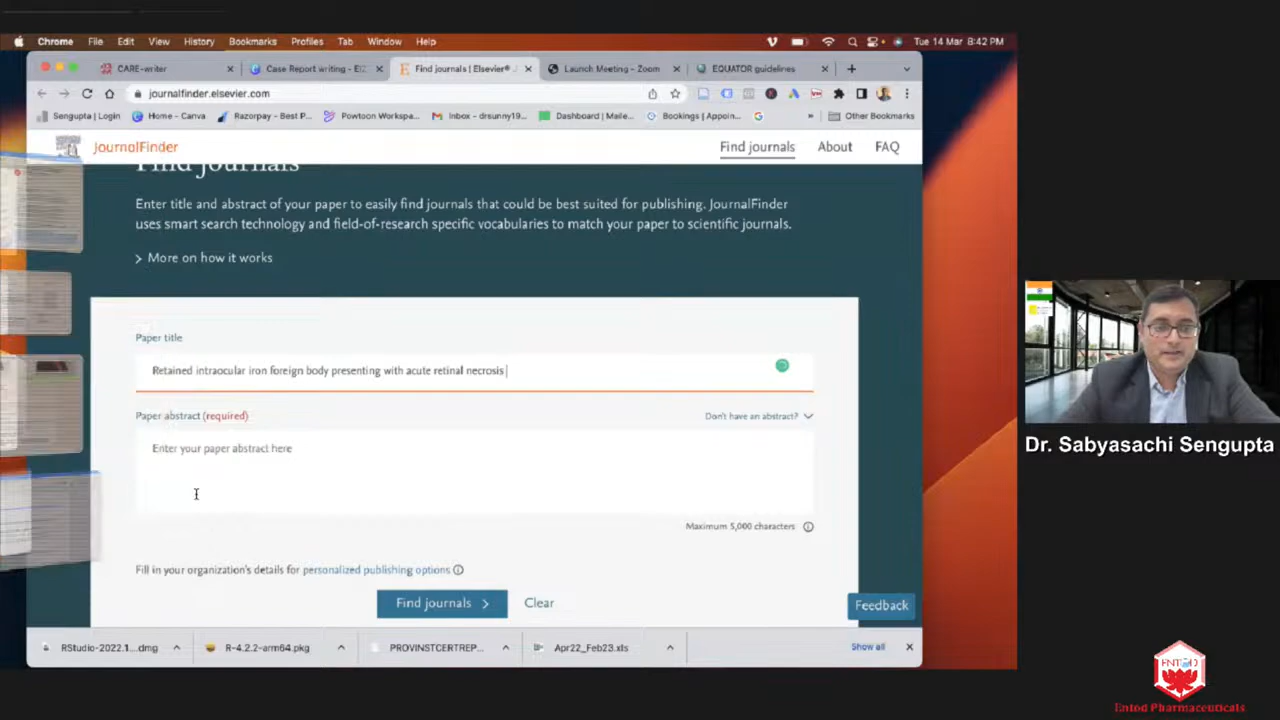 Chrome File Edit View History Bookmarks Profiles Tab Window Help Tue 14 Mar 8:42 PM
CARE-writer Case Report writing - E Find journals | Elsevier® J Launch Meeting - Zoom EQUATOR guidelines
journalfinder.elsevier.com
Sengupta | Login Home - Canva Razorpay - Best P... Powtoon Workspa... Inbox - drsunny19... Dashboard | Maile... Bookings | Appoin... Other Bookmarks
JournalFinder Find journals About FAQ
Find journals
Enter title and abstract of your paper to easily find journals that could be best suited for publishing. JournalFinder
uses smart search technology and field-of-research specific vocabularies to match your paper to scientific journals.
More on how it works
Paper title
Retained intraocular iron foreign body presenting with acute retinal necrosis
Paper abstract (required) Don't have an abstract?
Enter your paper abstract here
Maximum 5,000 characters
Fill in your organization's details for personalized publishing options
Find journals Clear
Feedback
RStudio-2022.1....dmg R-4.2.2-arm64.pkg PROVINSTCERTREP.... Apr22_Feb23.xls Show all
Dr. Sabyasachi Sengupta
ENTOD
Entod Pharmaceuticals